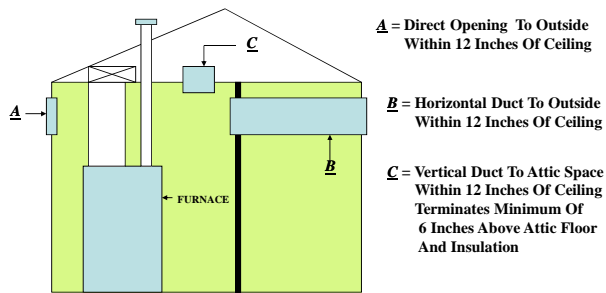 A = Direct Opening To Outside
Within 12 Inches Of Ceiling
C
A
B = Horizontal Duct To Outside
Within 12 Inches Of Ceiling
B
C = Vertical Duct To Attic Space
Within 12 Inches Of Ceiling
Terminates Minimum Of
6 Inches Above Attic Floor
And Insulation
FURNACE